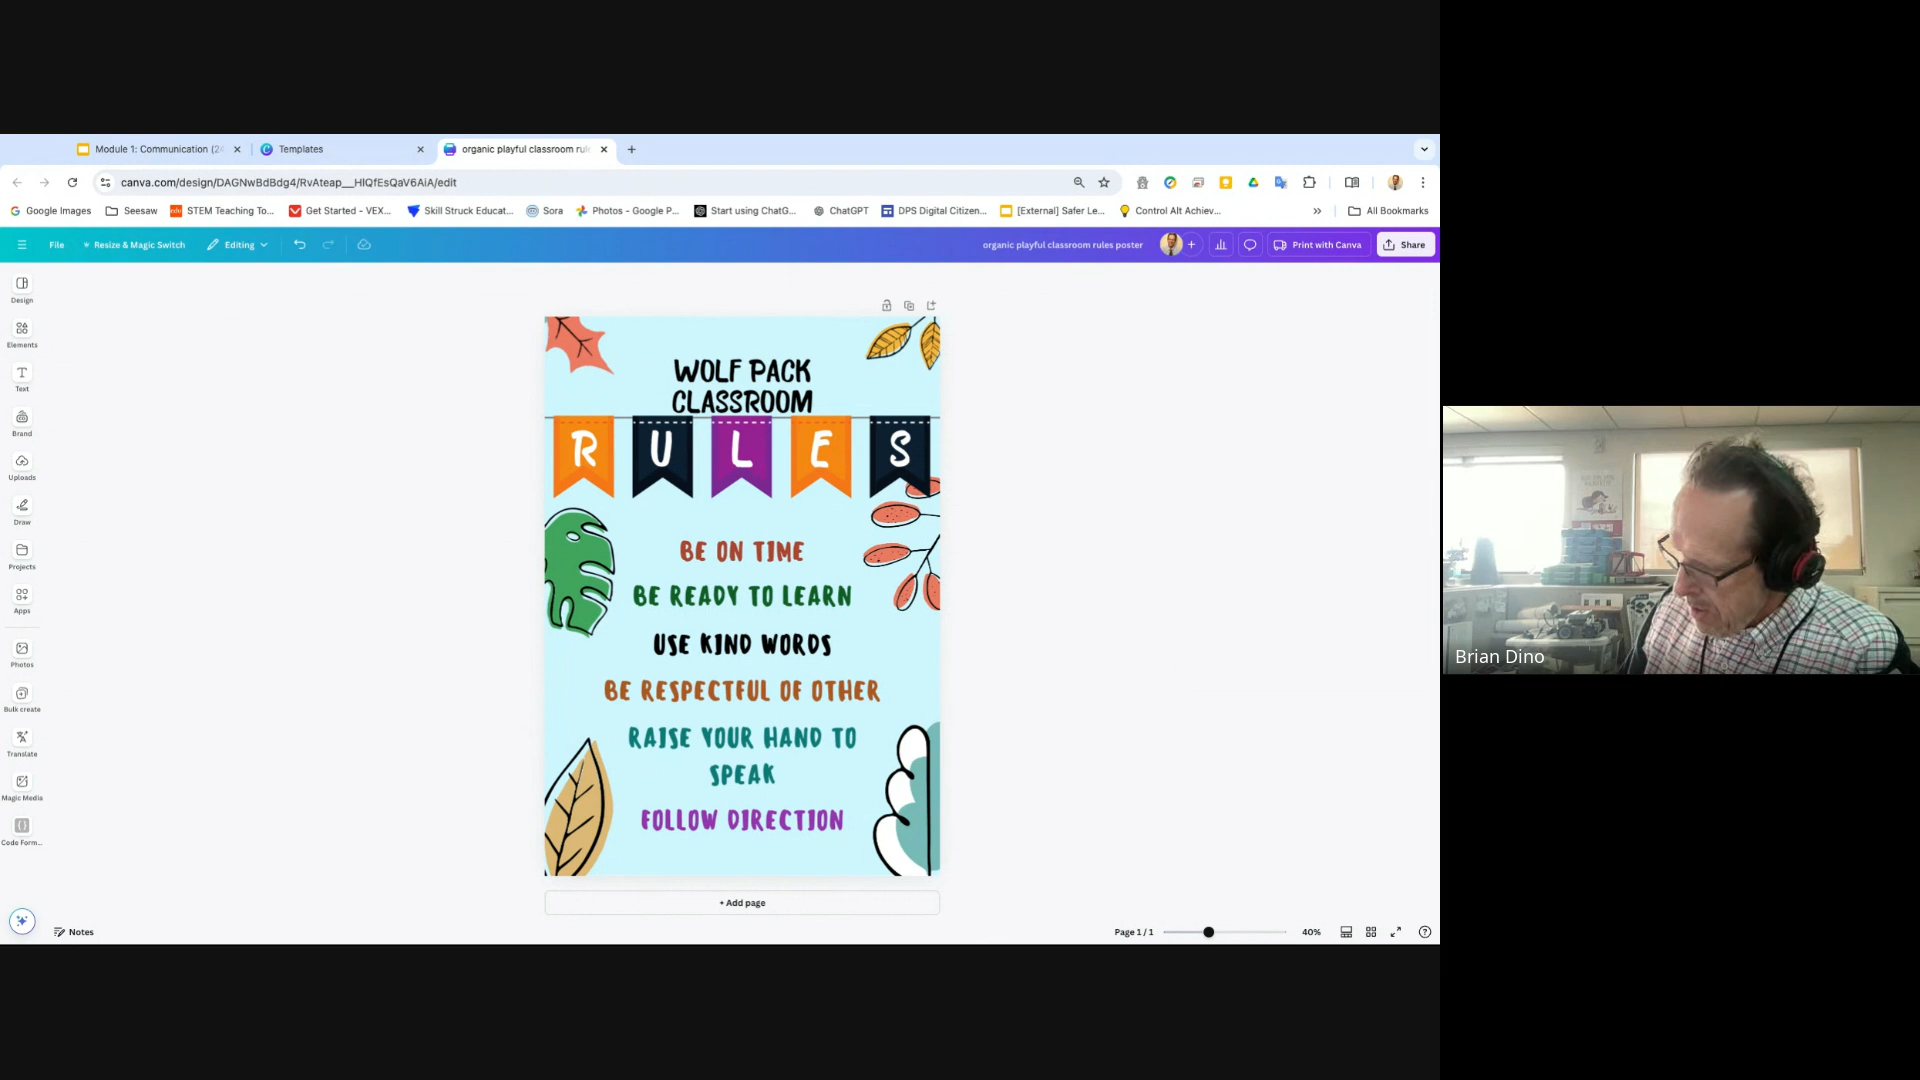 Module 1: Communication (24
Templates
organic playful classroom rul
canva.com/design/DAGNwBdBdg4/RvAteap__HIQfEsQaV6AiA/edit
Google Images
Seesaw
STEM Teaching To...
Get Started - VEX...
Skill Struck Educat...
Sora
Photos - Google P...
Start using ChatG...
ChatGPT
DPS Digital Citizen...
[External] Safer Le...
Control Alt Achiev...
All Bookmarks
File
Resize & Magic Switch
Editing
organic playful classroom rules poster
Print with Canva
Share
Design
Elements
Text
Brand
Uploads
Draw
Projects
Apps
Photos
Bulk create
Translate
Magic Media
Code Form...
WOLF PACK
CLASSROOM
RULES
BE ON TIME
BE READY TO LEARN
USE KIND WORDS
BE RESPECTFUL OF OTHER
RAISE YOUR HAND TO
SPEAK
FOLLOW DIRECTION
+ Add page
Notes
Page 1 / 1
40%
Brian Dino